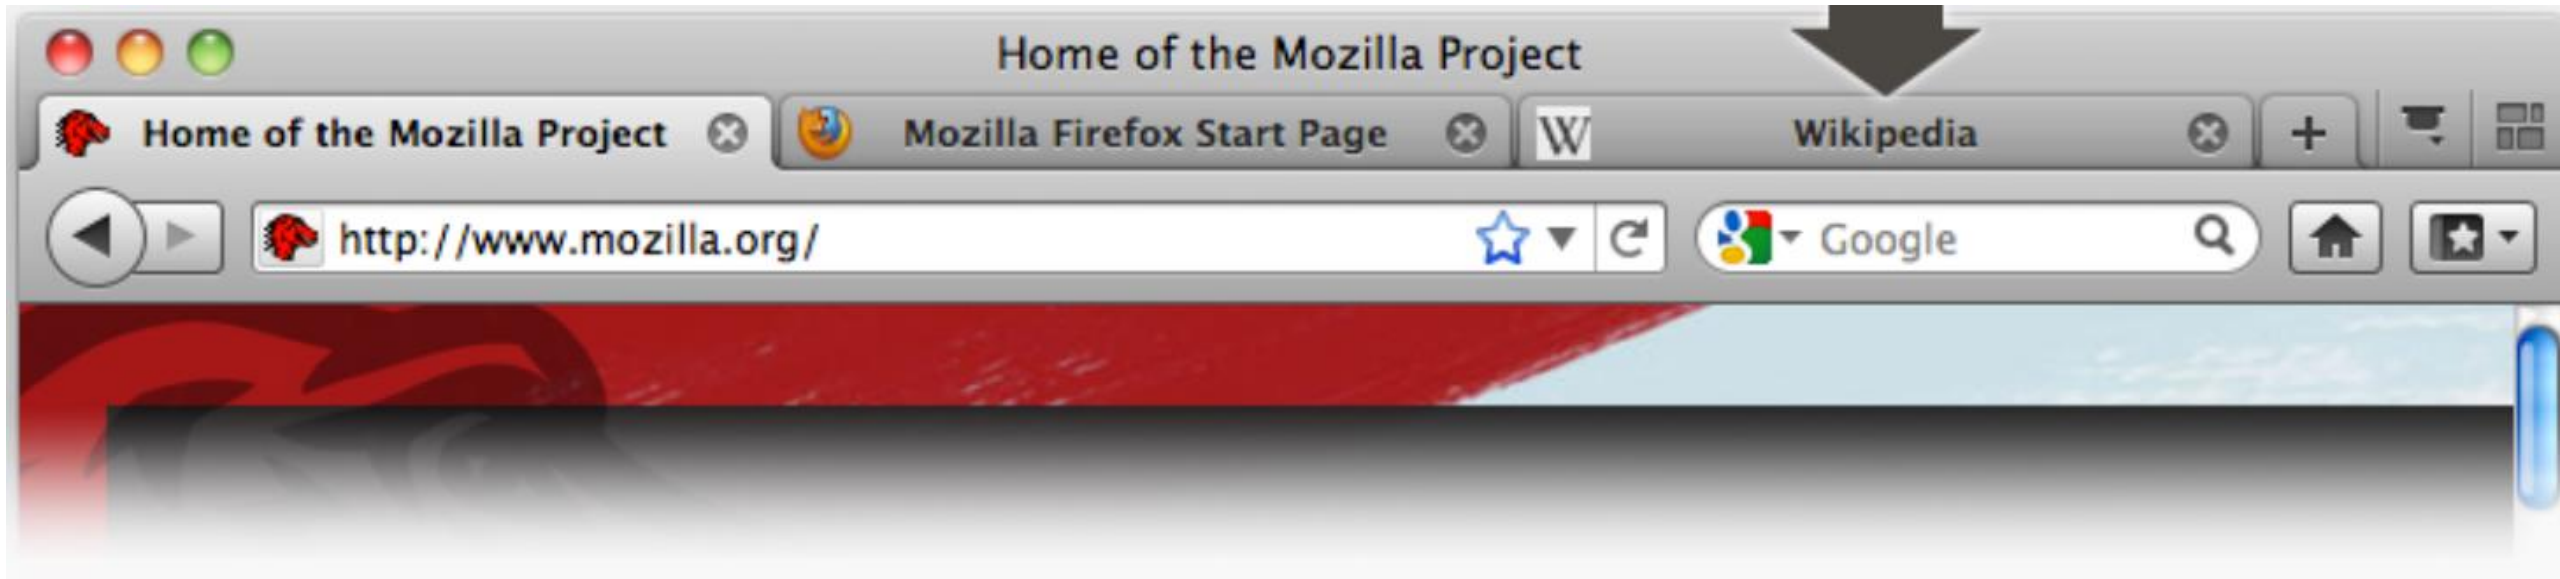 Home of the Mozilla Project
Home of the Mozilla Project Mozilla Firefox Start Page W Wikipedia
http://www.mozilla.org/ Google